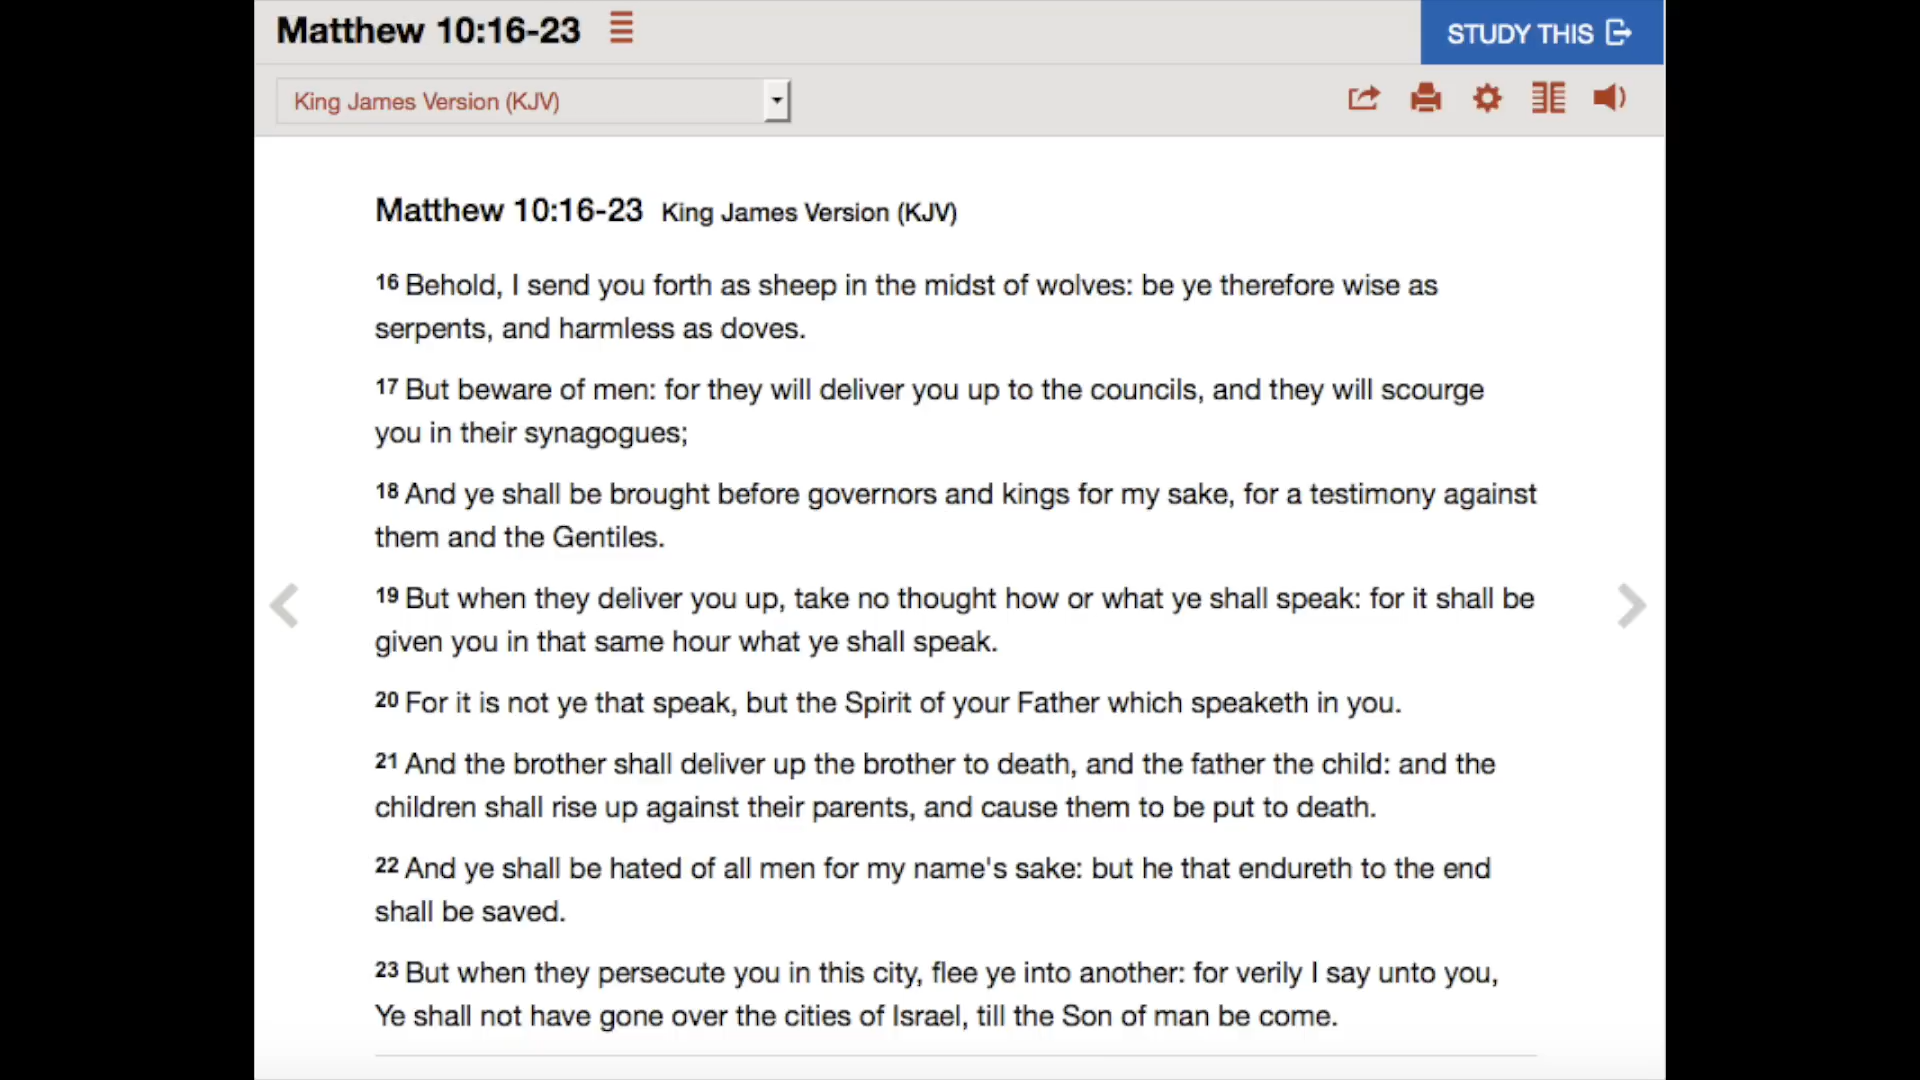 Matthew 10:16-23
STUDY THIS
King James Version (KJV)
Matthew 10:16-23 King James Version (KJV)
16 Behold, I send you forth as sheep in the midst of wolves: be ye therefore wise as
serpents, and harmless as doves.
17 But beware of men: for they will deliver you up to the councils, and they will scourge
you in their synagogues;
18 And ye shall be brought before governors and kings for my sake, for a testimony against
them and the Gentiles.
19 But when they deliver you up, take no thought how or what ye shall speak: for it shall be
given you in that same hour what ye shall speak.
20 For it is not ye that speak, but the Spirit of your Father which speaketh in you.
21 And the brother shall deliver up the brother to death, and the father the child: and the
children shall rise up against their parents, and cause them to be put to death.
22 And ye shall be hated of all men for my name's sake: but he that endureth to the end
shall be saved.
23 But when they persecute you in this city, flee ye into another: for verily I say unto you,
Ye shall not have gone over the cities of Israel, till the Son of man be come.